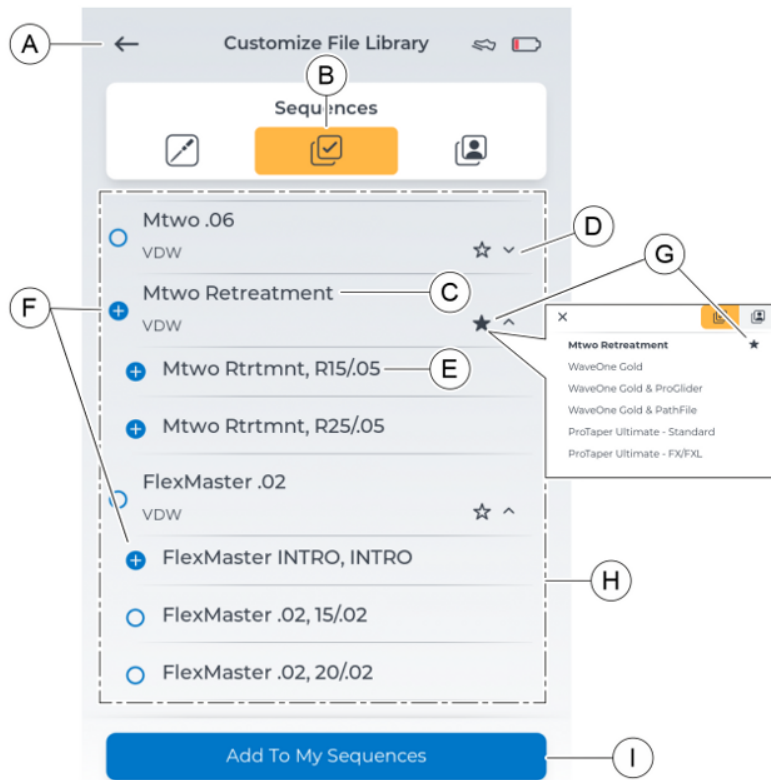 A
Customize File Library
B
Sequences
Mtwo .06
VDW
D
G
F
Mtwo Retreatment
C
VDW
Mtwo Retreatment
Mtwo Rtrtmnt, R15/.05
E
WaveOne Gold
WaveOne Gold & ProGlider
WaveOne Gold & PathFile
Mtwo Rtrtmnt, R25/.05
ProTaper Ultimate - Standard
ProTaper Ultimate - FX/FXL
FlexMaster .02
VDW
FlexMaster INTRO, INTRO
H
FlexMaster .02, 15/.02
FlexMaster .02, 20/.02
Add To My Sequences
I